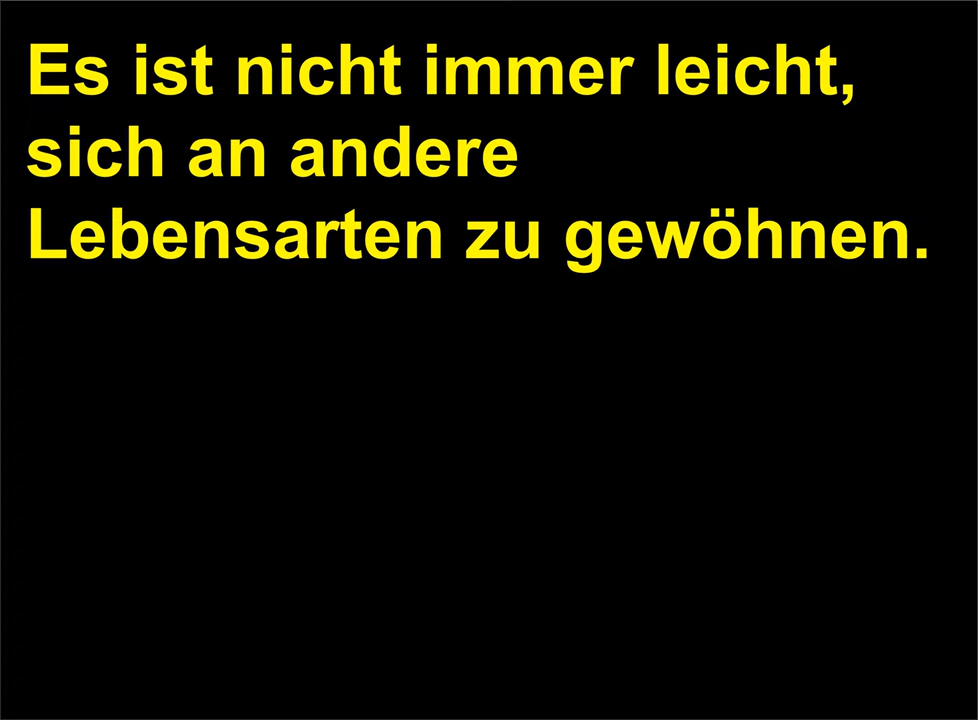 Es ist nicht immer leicht,
sich an andere
Lebensarten zu gewöhnen.